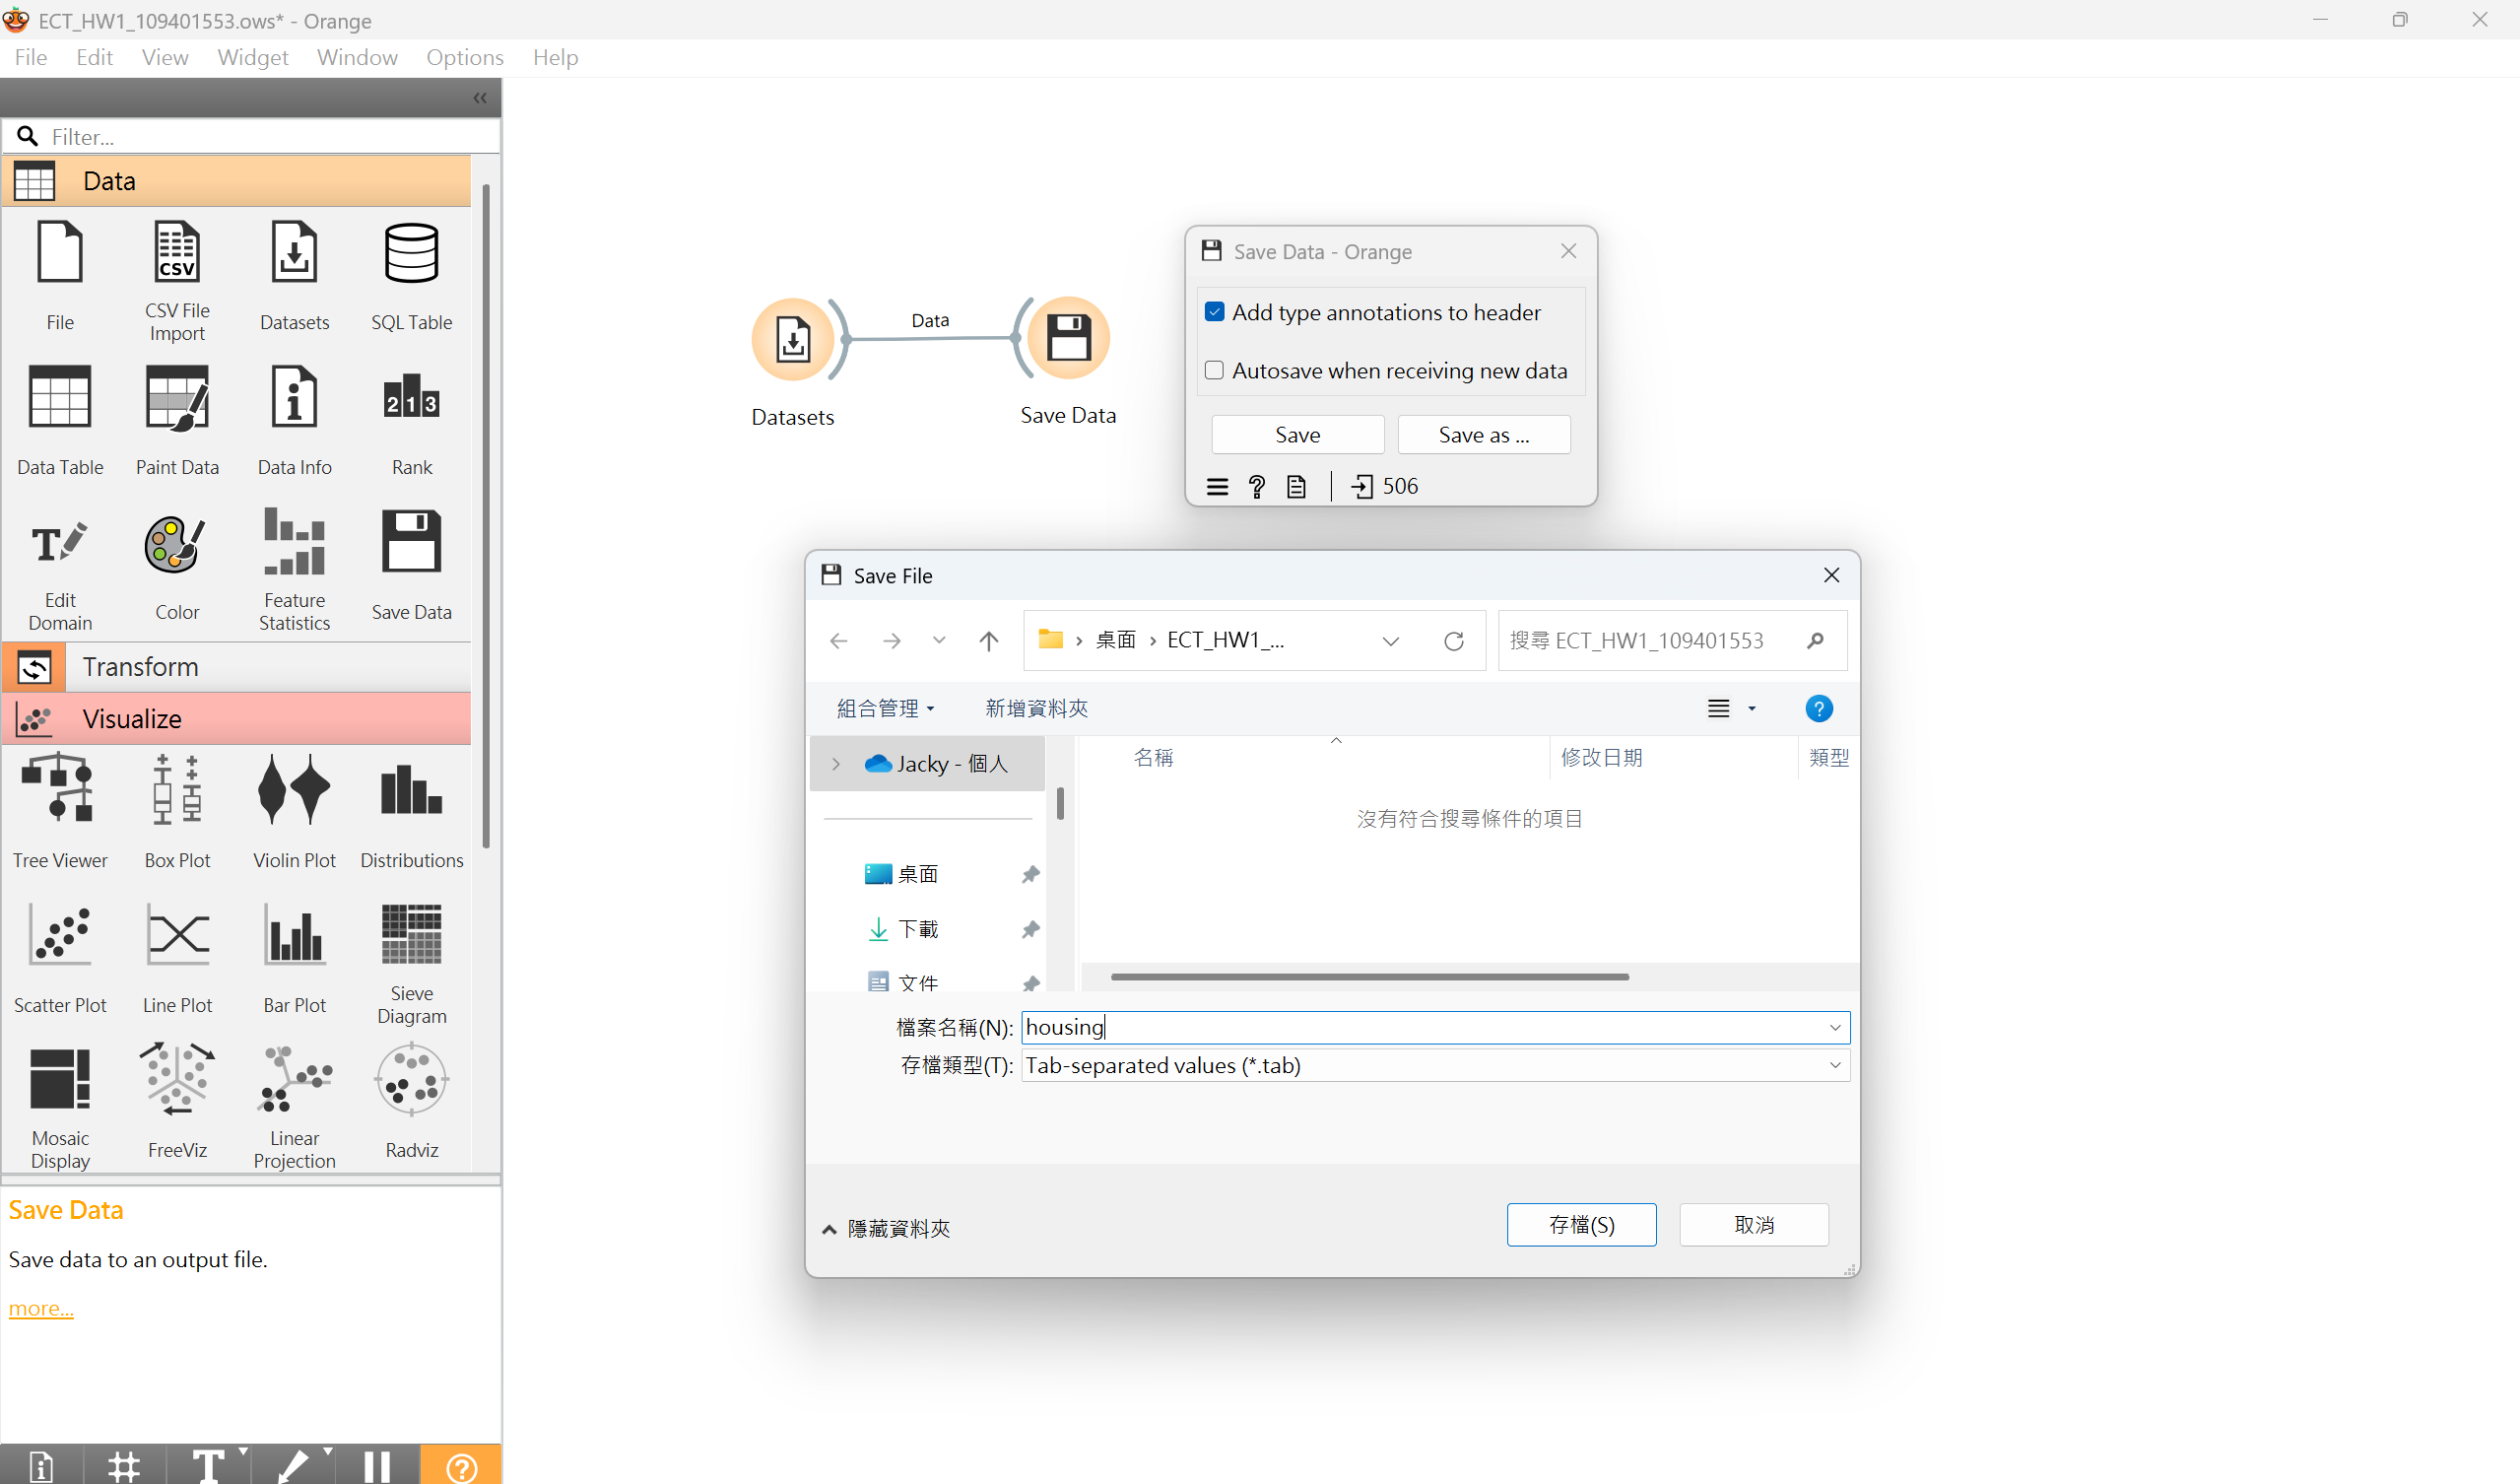 ECT_HW1_109401553.ows* - Orange
File Edit View Widget Window Options Help
Filter...
Data
File
CSV File Import
Datasets
SQL Table
Data Table
Paint Data
Data Info
213
Rank
Edit Domain
Color
Feature Statistics
Save Data
Transform
Visualize
Tree Viewer
Box Plot
Violin Plot
Distributions
Scatter Plot
Line Plot
Bar Plot
Sieve Diagram
Mosaic Display
FreeViz
Linear Projection
Radviz
Save Data
Save data to an output file.
more...
Datasets
Data
Save Data
Save Data - Orange
Add type annotations to header
Autosave when receiving new data
Save
Save as ...
506
Save File
桌面 › ECT_HW1_...
搜尋 ECT_HW1_109401553
組合管理
新增資料夾
Jacky - 個人
桌面
下載
文件
名稱
修改日期
類型
沒有符合搜尋條件的項目
檔案名稱(N): housing
存檔類型(T): Tab-separated values (*.tab)
隱藏資料夾
存檔(S)
取消